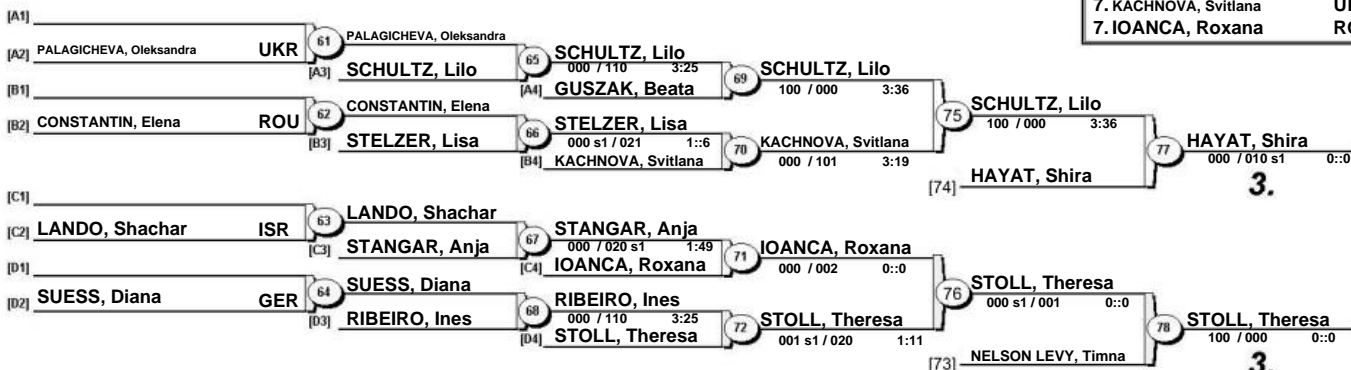 7. KACHNOVA, Svitlana
7. IOANCA, Roxana
[A1]
[A2] PALAGICHEVA, Oleksandra UKR
61
PALAGICHEVA, Oleksandra
[A3] SCHULTZ, Lilo
65
SCHULTZ, Lilo
000 / 110 3:25
[A4] GUSZAK, Beata
69
SCHULTZ, Lilo
100 / 000 3:36
[B1]
[B2] CONSTANTIN, Elena ROU
62
CONSTANTIN, Elena
[B3] STELZER, Lisa
66
STELZER, Lisa
000 s1 / 021 1::6
[B4] KACHNOVA, Svitlana
70
KACHNOVA, Svitlana
000 / 101 3:19
75
SCHULTZ, Lilo
100 / 000 3:36
[74] HAYAT, Shira
77
HAYAT, Shira
000 / 010 s1 0::0
3.
[C1]
[C2] LANDO, Shachar ISR
63
LANDO, Shachar
[C3] STANGAR, Anja
67
STANGAR, Anja
000 / 020 s1 1:49
[C4] IOANCA, Roxana
71
IOANCA, Roxana
000 / 002 0::0
[D1]
[D2] SUESS, Diana GER
64
SUESS, Diana
[D3] RIBEIRO, Ines
68
RIBEIRO, Ines
000 / 110 3:25
[D4] STOLL, Theresa
72
STOLL, Theresa
001 s1 / 020 1:11
76
STOLL, Theresa
000 s1 / 001 0::0
[73] NELSON LEVY, Timna
78
STOLL, Theresa
100 / 000 0::0
3.